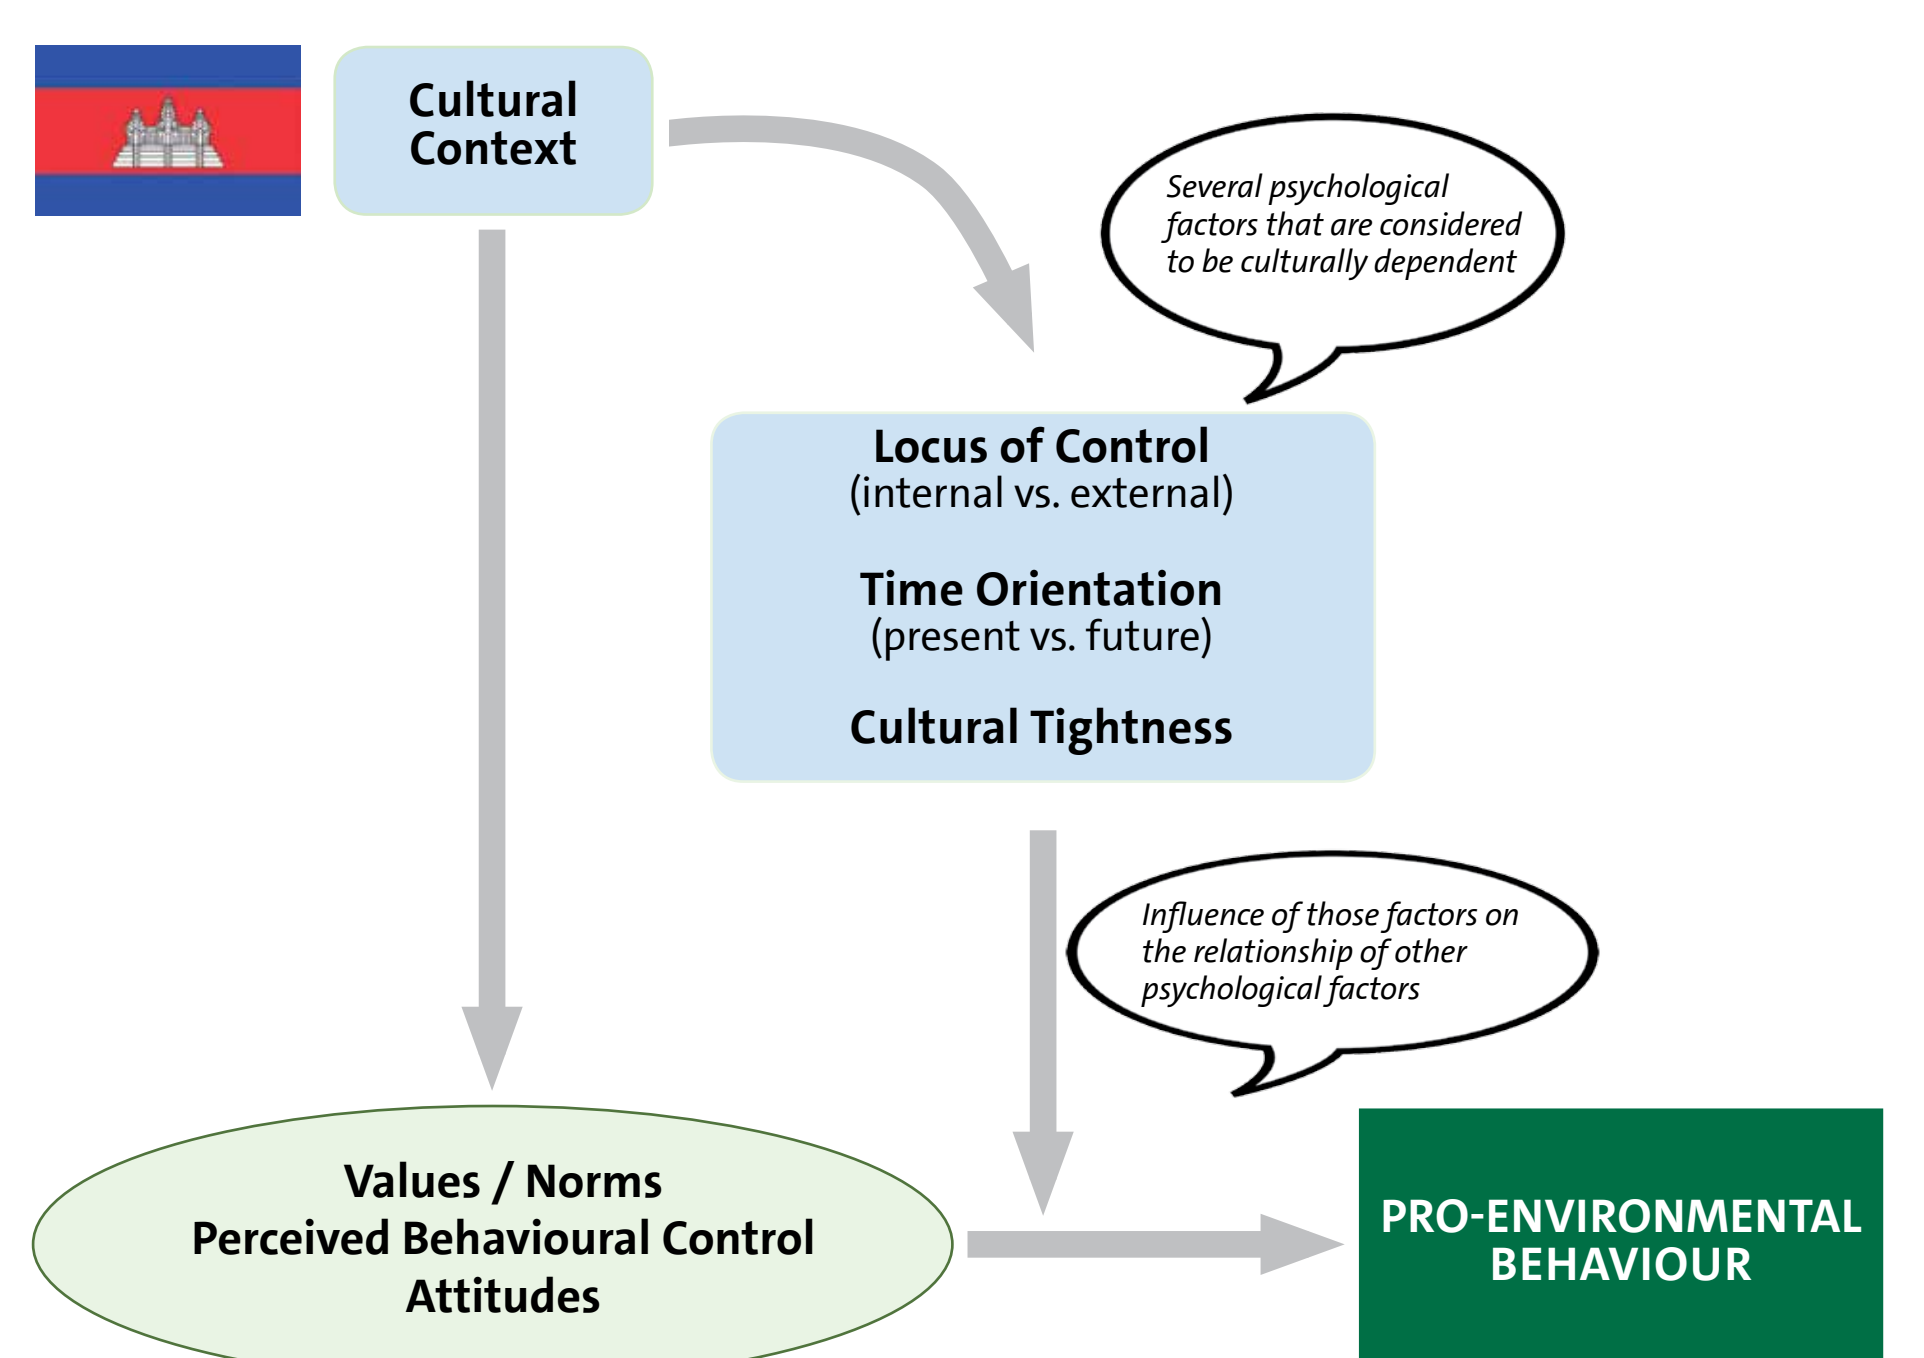 Cultural
Context
Several psychological
factors that are considered
to be culturally dependent
Locus of Control
(internal vs. external)
Time Orientation
(present vs. future)
Cultural Tightness
Influence of those factors on
the relationship of other
psychological factors
Values / Norms
Perceived Behavioural Control
Attitudes
PRO-ENVIRONMENTAL
BEHAVIOUR